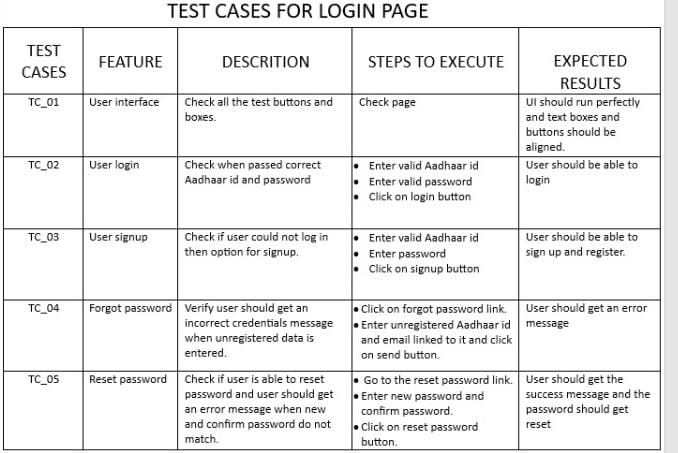 TEST CASES FOR LOGIN PAGE
TEST
CASES
FEATURE
DESCRITION
STEPS TO EXECUTE
EXPECTED
RESULTS
TC_01
User interface
Check all the test buttons and
boxes.
Check page
UI should run perfectly
and text boxes and
buttons should be
aligned.
TC_02
User login
Check when passed correct
Aadhaar id and password
• Enter valid Aadhaar id
• Enter valid password
• Click on login button
User should be able to
login
TC_03
User signup
Check if user could not log in
then option for signup.
• Enter valid Aadhaar id
• Enter password
• Click on signup button
User should be able to
sign up and register.
TC_04
Forgot password
Verify user should get an
incorrect credentials message
when unregistered data is
entered.
• Click on forgot password link.
• Enter unregistered Aadhaar id
and email linked to it and click
on send button.
User should get an error
message
TC_05
Reset password
Check if user is able to reset
password and user should get
an error message when new
and confirm password do not
match.
• Go to the reset password link.
• Enter new password and
confirm password.
• Click on reset password
button.
User should get the
success message and the
password should get
reset